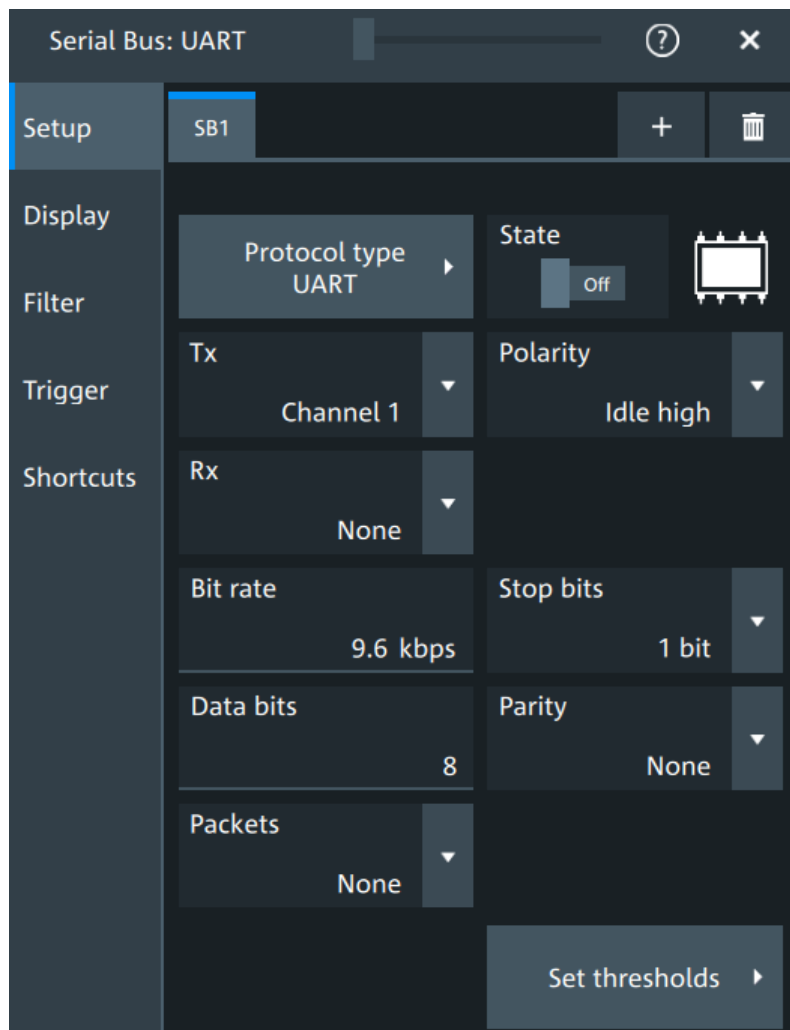 Serial Bus: UART
?
×
Setup
SB1
+
Display
Protocol type
UART
State
Off
Filter
Tx
Channel 1
Polarity
Idle high
Trigger
Rx
None
Shortcuts
Bit rate
9.6 kbps
Stop bits
1 bit
Data bits
8
Parity
None
Packets
None
Set thresholds